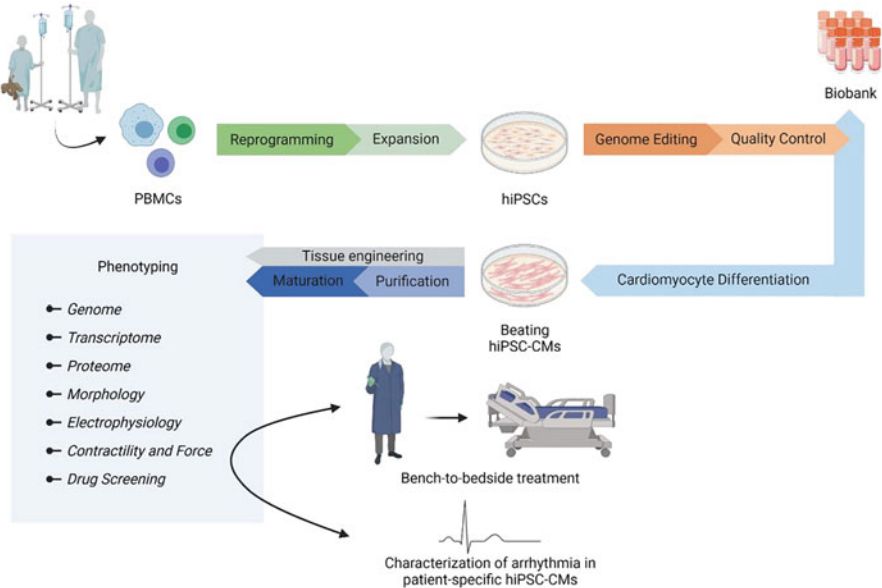 Biobank
Reprogramming
Expansion
Genome Editing
Quality Control
PBMCs
hiPSCs
Tissue engineering
Maturation
Purification
Cardiomyocyte Differentiation
Beating
hiPSC-CMs
Phenotyping
Genome
Transcriptome
Proteome
Morphology
Electrophysiology
Contractility and Force
Drug Screening
Bench-to-bedside treatment
Characterization of arrhythmia in
patient-specific hiPSC-CMs